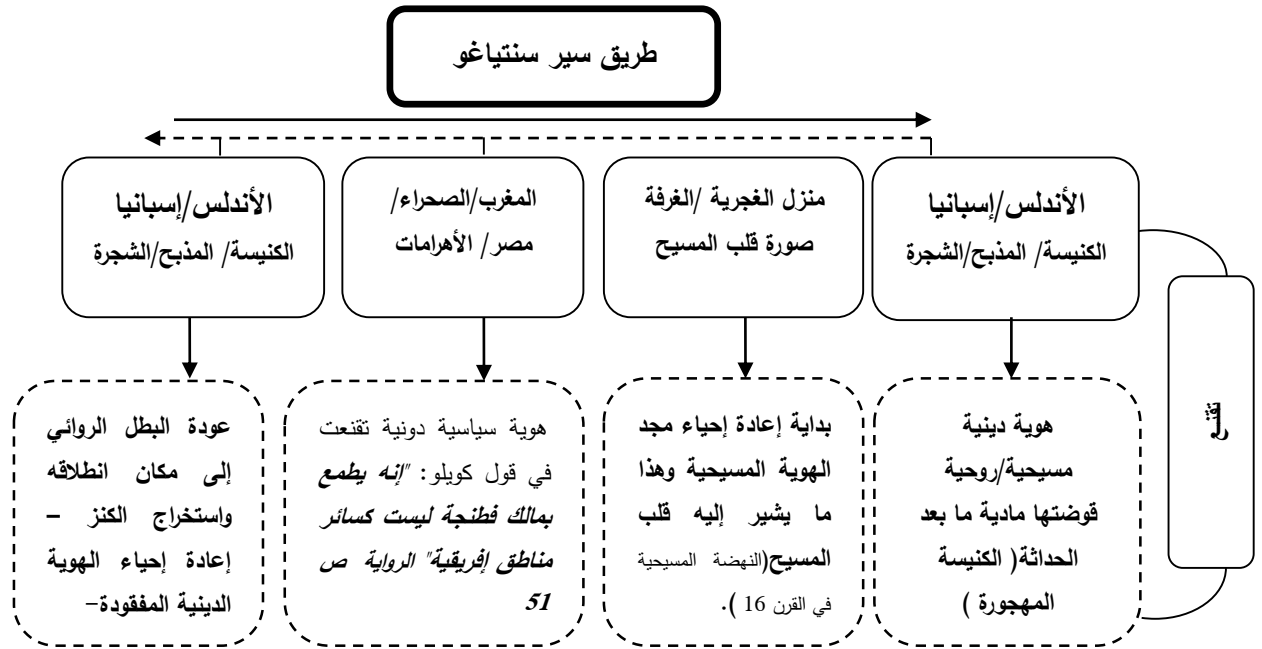 طريق سير سنتياغو
الأندلس/إسبانيا
الكنيسة/ المذبح/الشجرة
منزل الغجرية /الغرفة
صورة قلب المسيح
المغرب/الصحراء/
مصر/ الأهرامات
الأندلس/إسبانيا
الكنيسة/ المذبح/الشجرة
هوية دينية
مسيحية/روحية
قوضتها مادية ما بعد
الحداثة( الكنيسة
المهجورة )
بداية إعادة إحياء مجد
الهوية المسيحية وهذا
ما يشير إليه قلب
المسيح(النهضة المسيحية
في القرن 16 ).
هوية سياسية دونية تقنعت
في قول كويلو: "إنه يطمع
بمالك فطنجة ليست كسائر
مناطق إفريقية" الرواية ص
51
عودة البطل الروائي
إلى مكان انطلاقه
واستخراج الكنز –
إعادة إحياء الهوية
الدينية المفقودة–